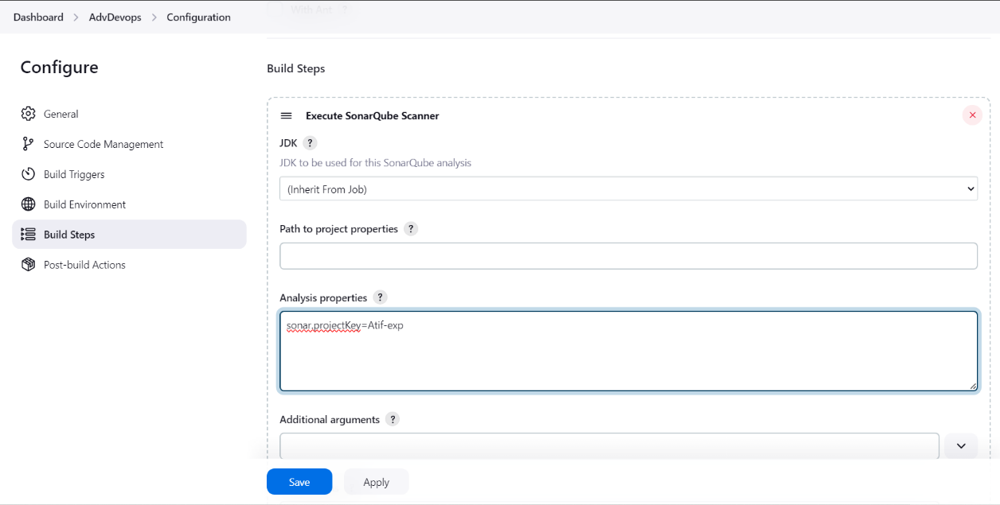 Dashboard > AdvDevops > Configuration
With Ant ?
Configure
General
Source Code Management
Build Triggers
Build Environment
Build Steps
Post-build Actions
Build Steps
Execute SonarQube Scanner
JDK ?
JDK to be used for this SonarQube analysis
(Inherit From Job)
Path to project properties ?
Analysis properties ?
sonar.projectKey=Atif-exp
Additional arguments ?
Save
Apply